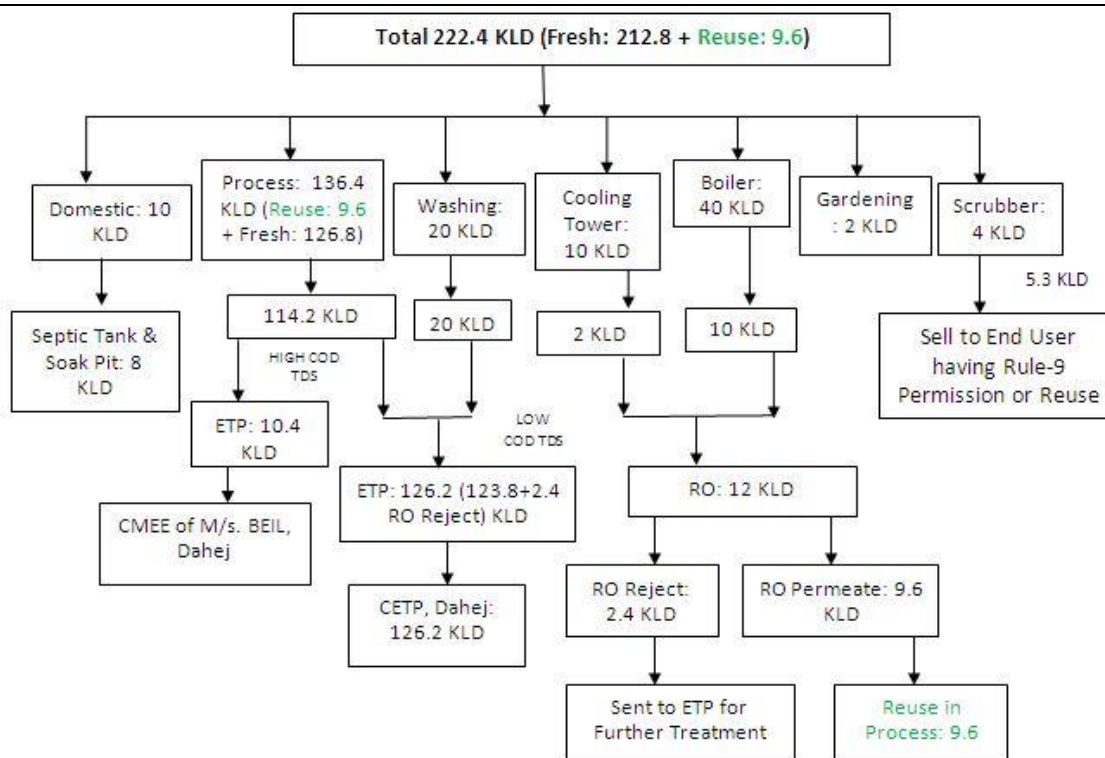 Total 222.4 KLD (Fresh: 212.8 + Reuse: 9.6)
Domestic: 10
KLD
Process: 136.4
KLD (Reuse: 9.6
+ Fresh: 126.8)
Washing:
20 KLD
Cooling
Tower:
10 KLD
Boiler:
40 KLD
Gardening
: 2 KLD
Scrubber:
4 KLD
5.3 KLD
Septic Tank &
Soak Pit: 8
KLD
114.2 KLD
20 KLD
2 KLD
10 KLD
Sell to End User
having Rule-9
Permission or Reuse
HIGH COD
TDS
LOW
COD TDS
ETP: 10.4
KLD
ETP: 126.2 (123.8+2.4
RO Reject) KLD
RO: 12 KLD
CMEE of M/s. BEIL,
Dahej
CETP, Dahej:
126.2 KLD
RO Reject:
2.4 KLD
RO Permeate: 9.6
KLD
Sent to ETP for
Further Treatment
Reuse in
Process: 9.6